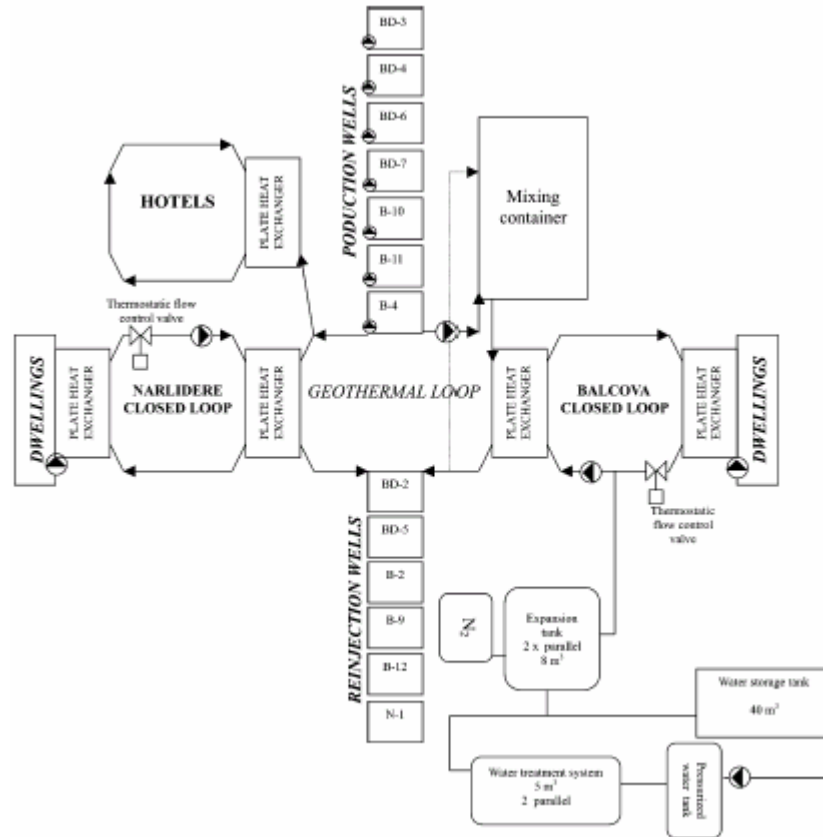 BD-3
BD-4
BD-6
BD-7
B-10
B-11
B-4
PODUCTION WELLS
HOTELS
PLATE HEAT
EXCHANGER
Mixing
container
Thermostatic flow
control valve
DWELLINGS
PLATE HEAT
EXCHANGER
NARLIDERE
CLOSED LOOP
PLATE HEAT
EXCHANGER
GEOTHERMAL LOOP
PLATE HEAT
EXCHANGER
BALCOVA
CLOSED LOOP
PLATE HEAT
EXCHANGER
DWELLINGS
Thermostatic
flow control
valve
REINJECTION WELLS
BD-2
BD-5
B-2
B-9
B-12
N-1
N2
Expansion
tank
2 x parallel
8 m³
Water storage tank
40 m³
Water treatment system
5 m³
2 parallel
Pressurized
water tank